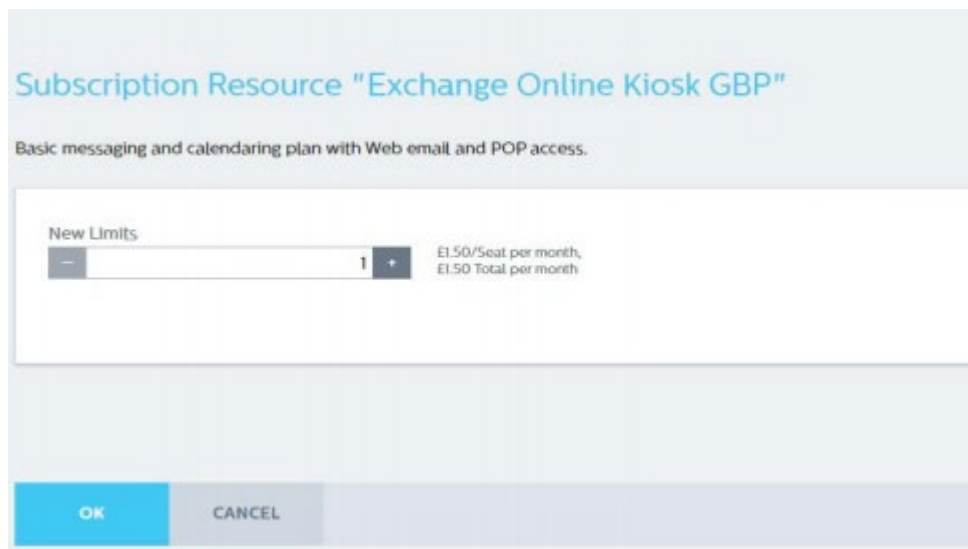 Subscription Resource "Exchange Online Kiosk GBP"
Basic messaging and calendaring plan with Web email and POP access.
New Limits
− 1 +
£1.50/Seat per month,
£1.50 Total per month
OK CANCEL